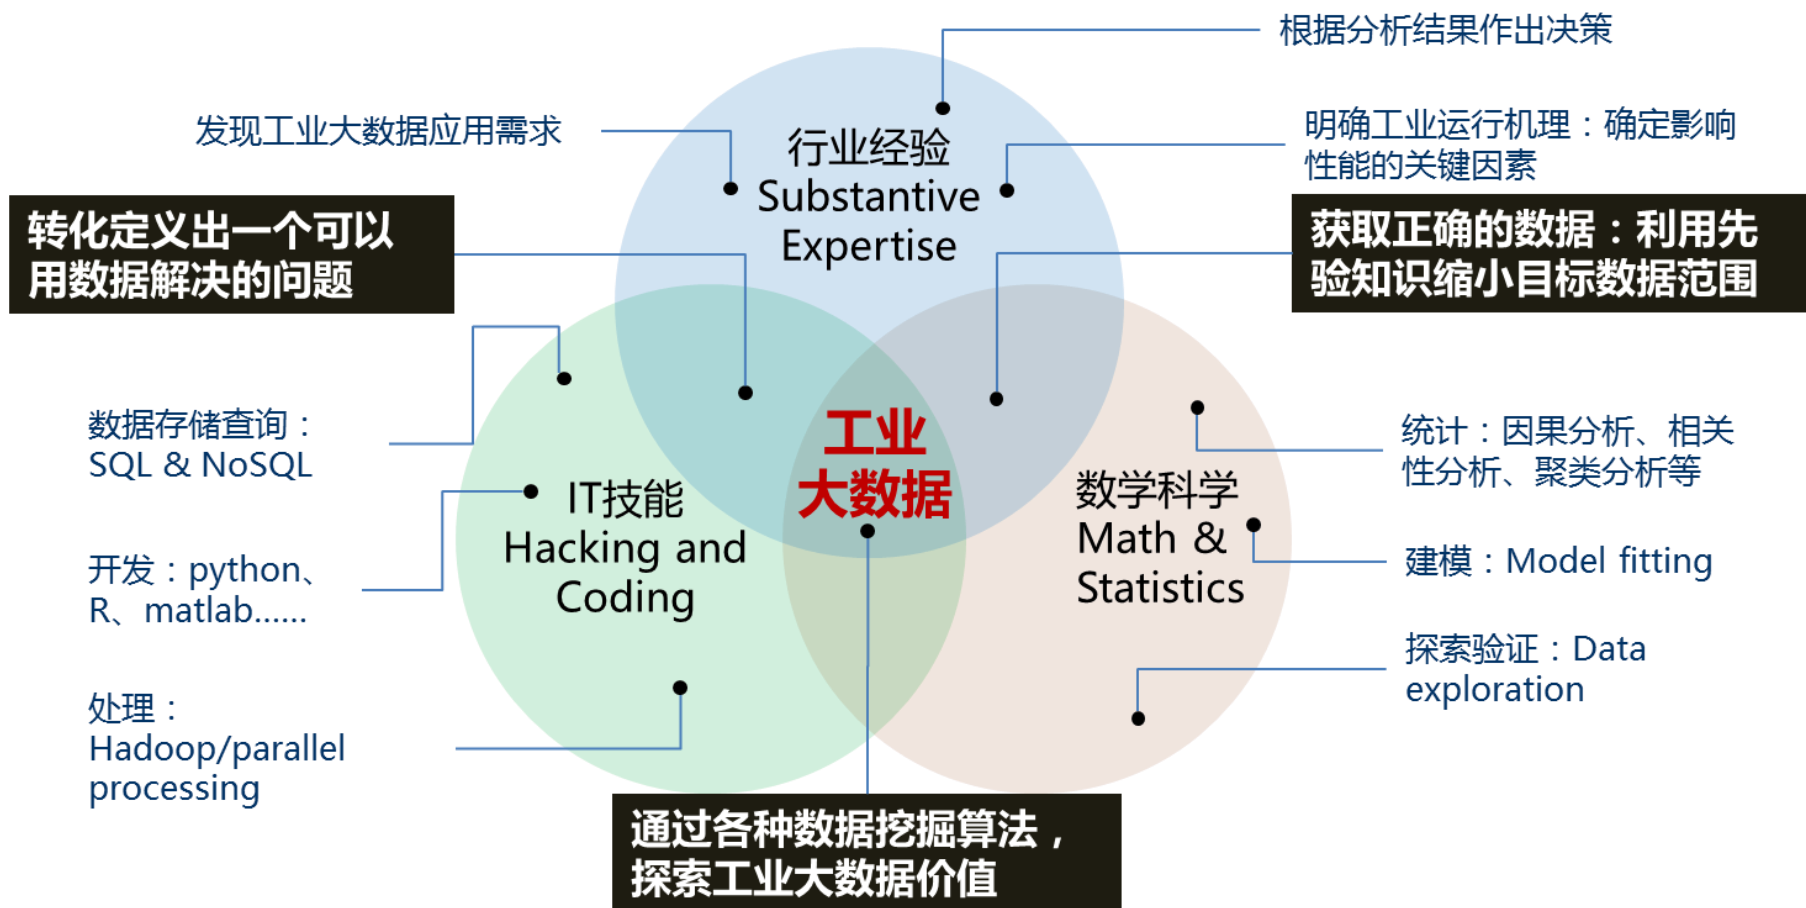 根据分析结果作出决策
发现工业大数据应用需求
明确工业运行机理：确定影响
性能的关键因素
行业经验
Substantive
Expertise
转化定义出一个可以
用数据解决的问题
获取正确的数据：利用先
验知识缩小目标数据范围
数据存储查询：
SQL & NoSQL
工业
大数据
统计：因果分析、相关
性分析、聚类分析等
IT技能
Hacking and
Coding
数学科学
Math &
Statistics
开发：python、
R、matlab......
建模：Model fitting
探索验证：Data
exploration
处理：
Hadoop/parallel
processing
通过各种数据挖掘算法，
探索工业大数据价值